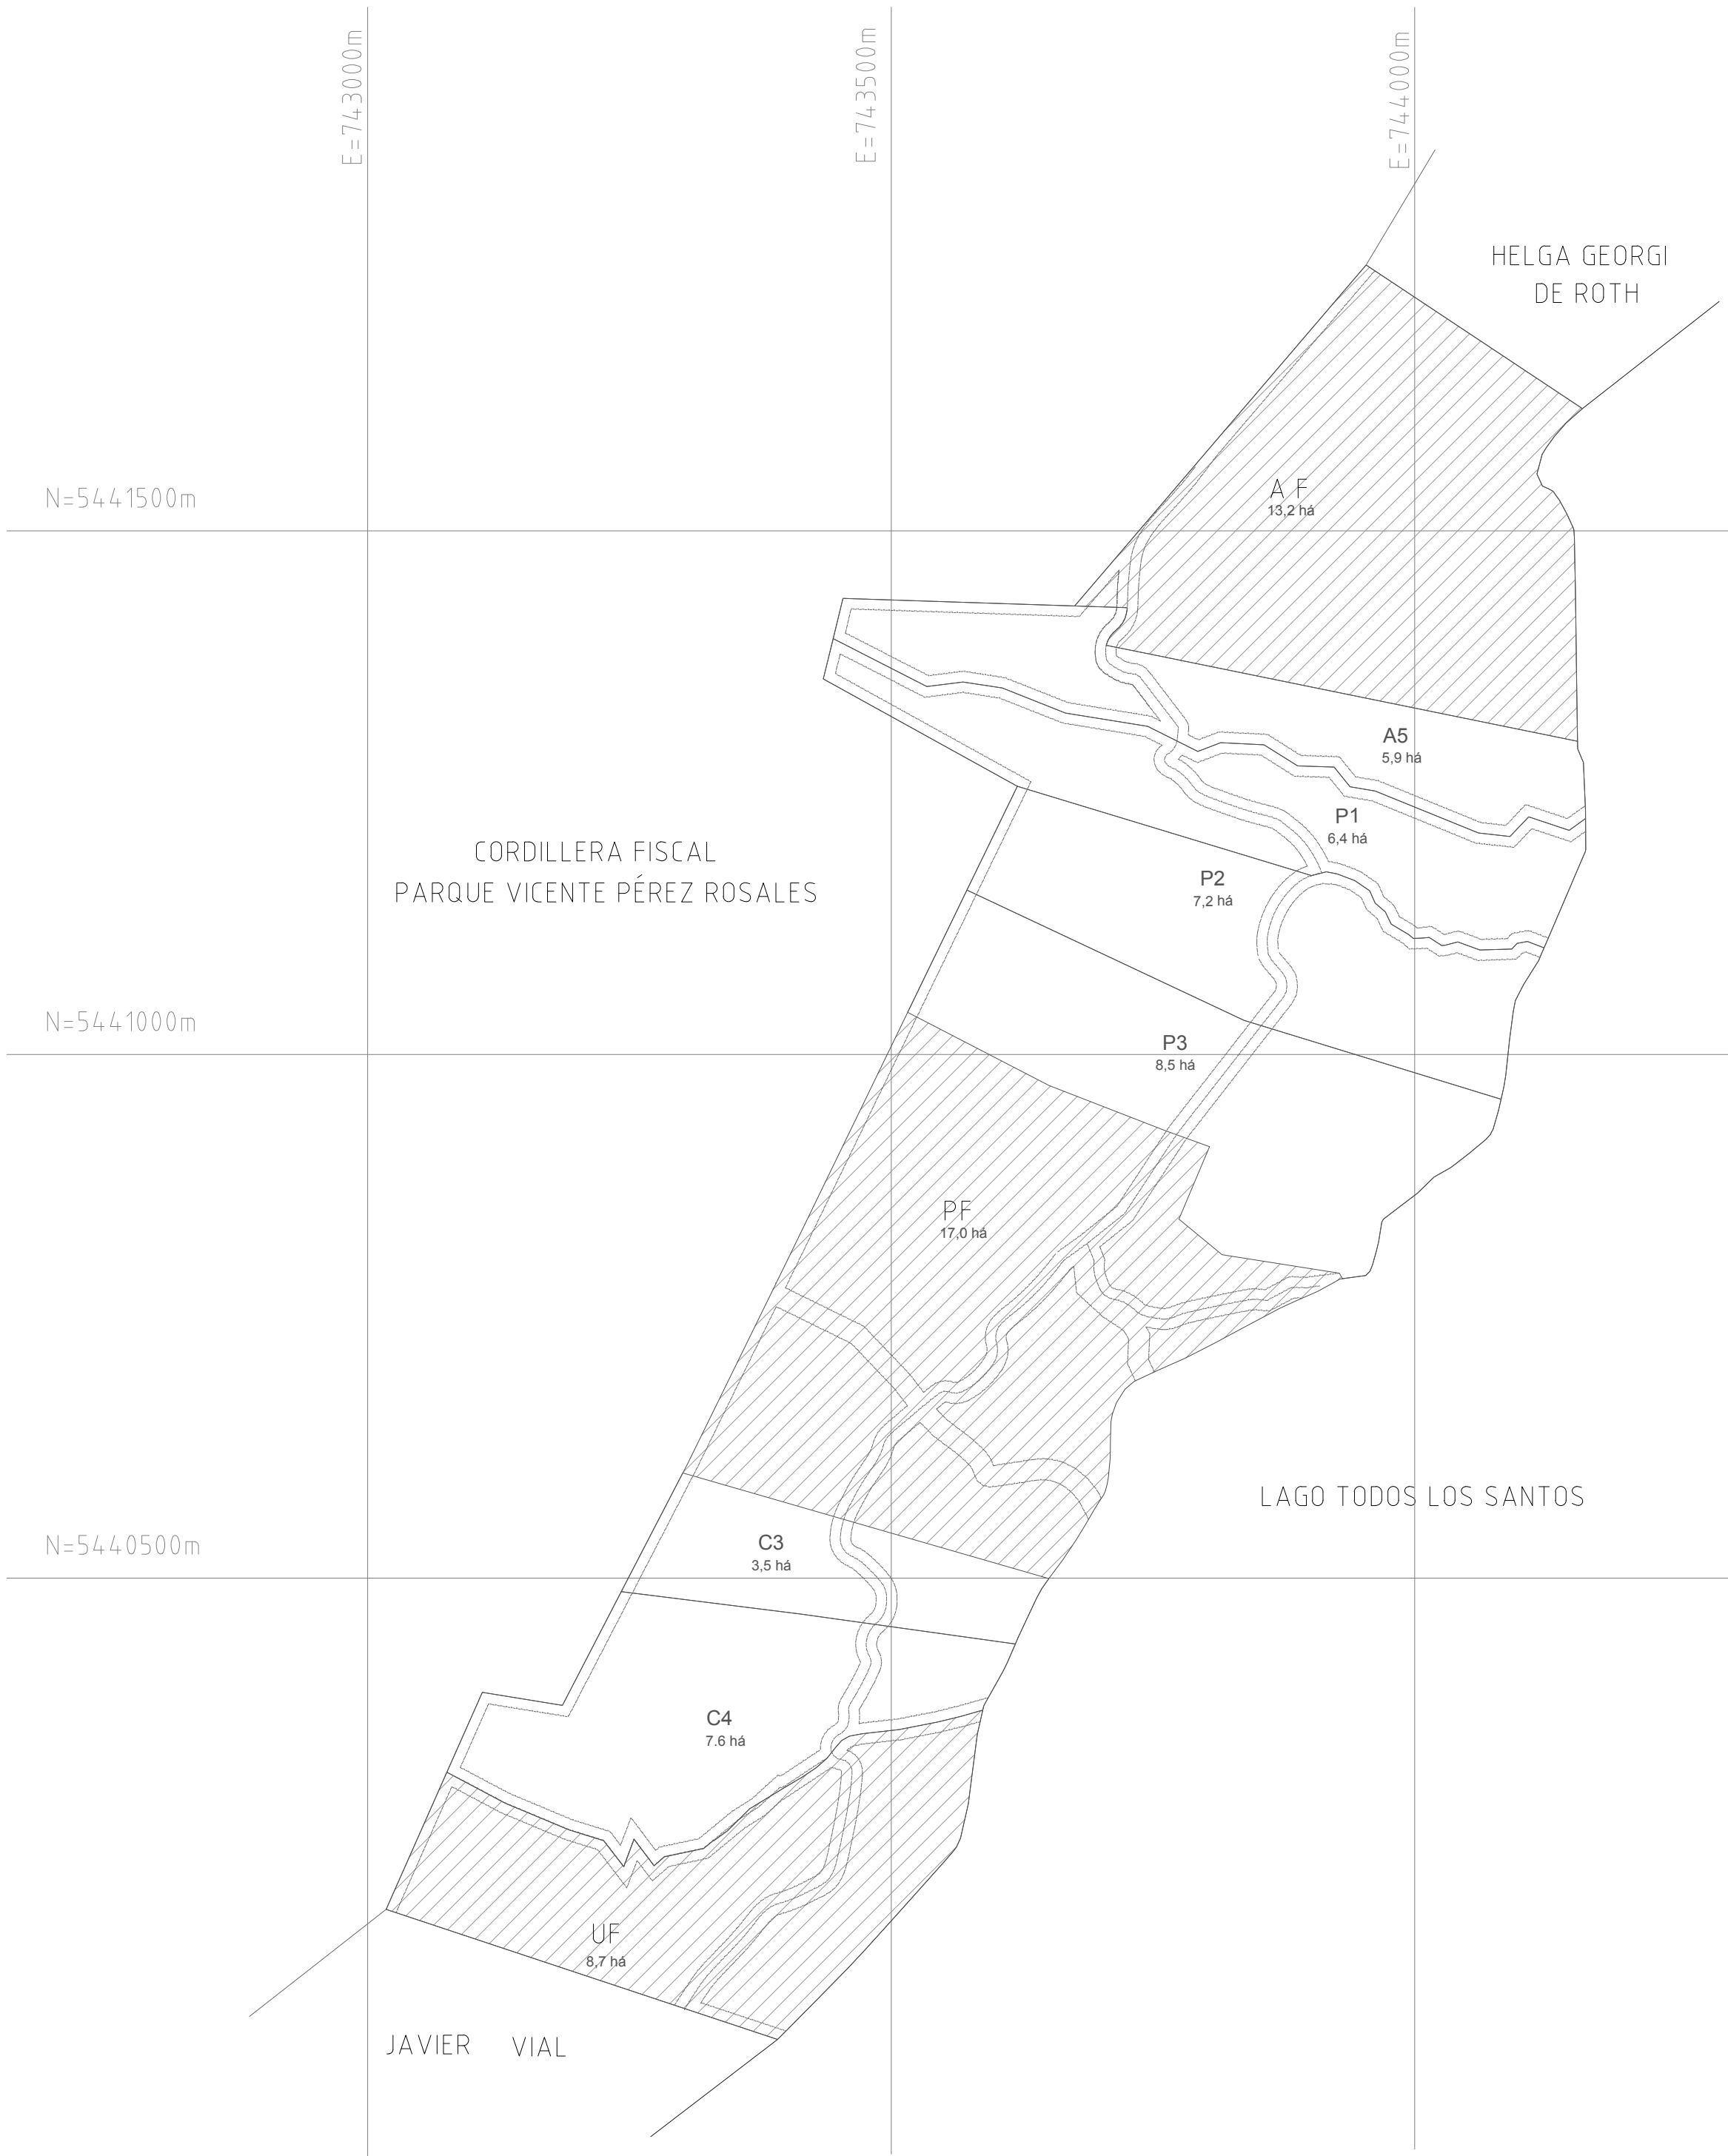 E=743000m
E=743500m
E=744000m
HELGA GEORGI
DE ROTH
N=5441500m
A F
13,2 há
A5
5,9 há
P1
6,4 há
CORDILLERA FISCAL
PARQUE VICENTE PÉREZ ROSALES
P2
7,2 há
N=5441000m
P3
8,5 há
PF
17,0 há
LAGO TODOS LOS SANTOS
N=5440500m
C3
3,5 há
C4
7.6 há
UF
8,7 há
JAVIER VIAL